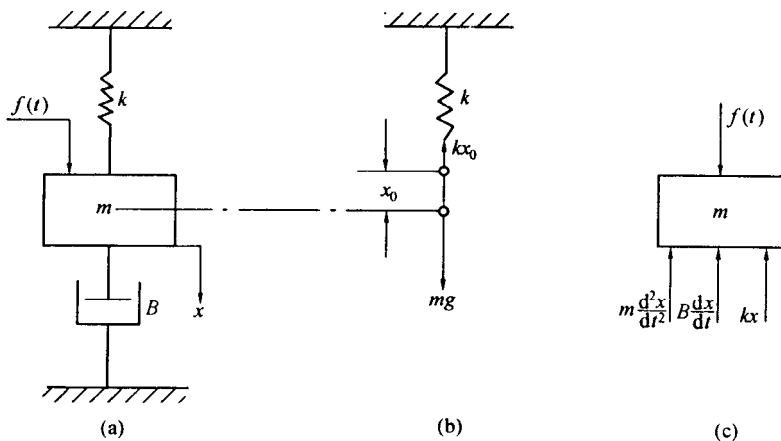 k
f(t)
m
B
x
(a)
k
kx₀
x₀
mg
(b)
f(t)
m
m d²x/dt² B dx/dt kx
(c)